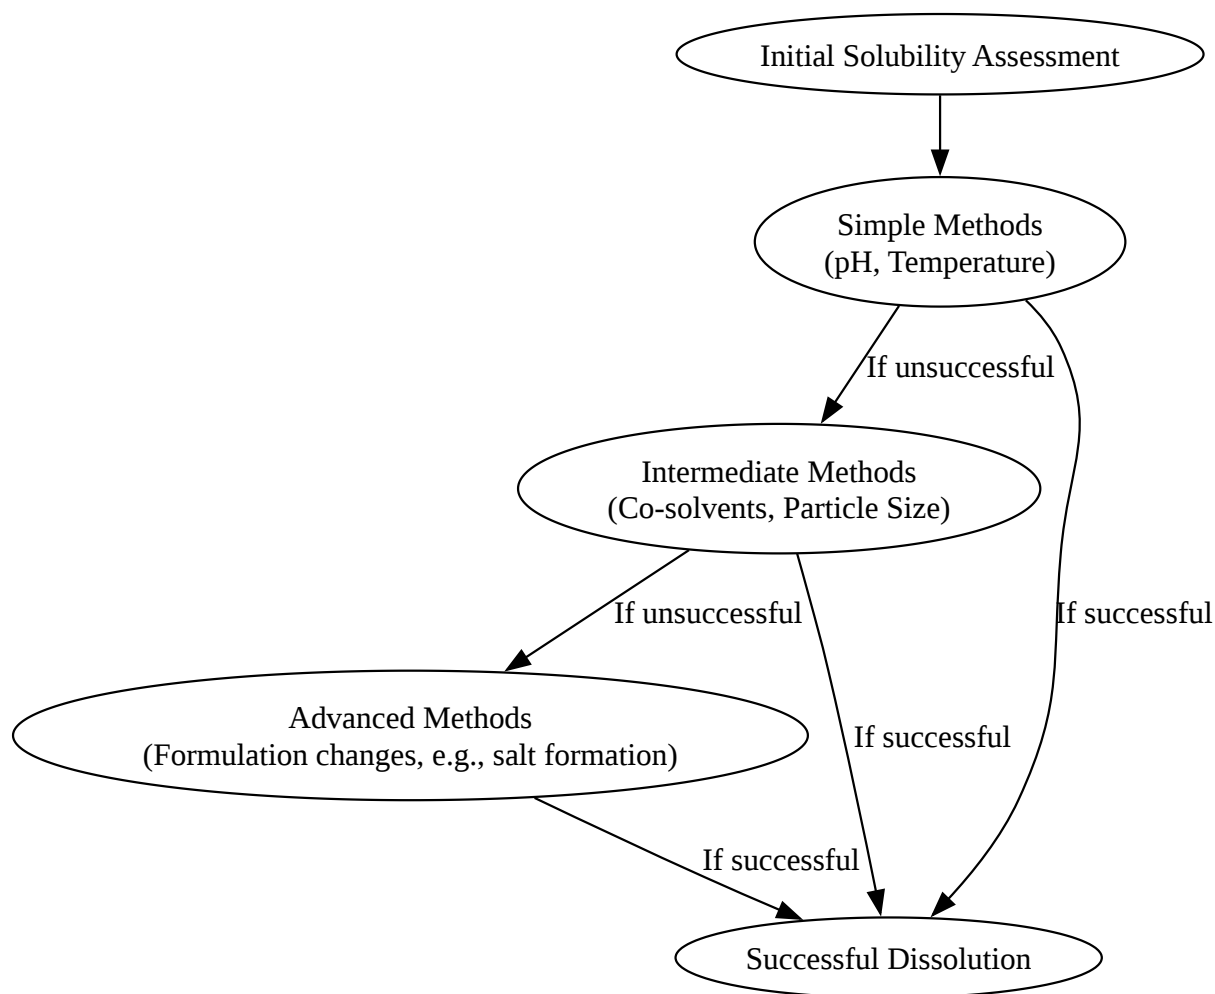 Initial Solubility Assessment
Simple Methods
(pH, Temperature)
If unsuccessful
Intermediate Methods
(Co-solvents, Particle Size)
If unsuccessful
If successful
Advanced Methods
(Formulation changes, e.g., salt formation)
If successful
If successful
Successful Dissolution